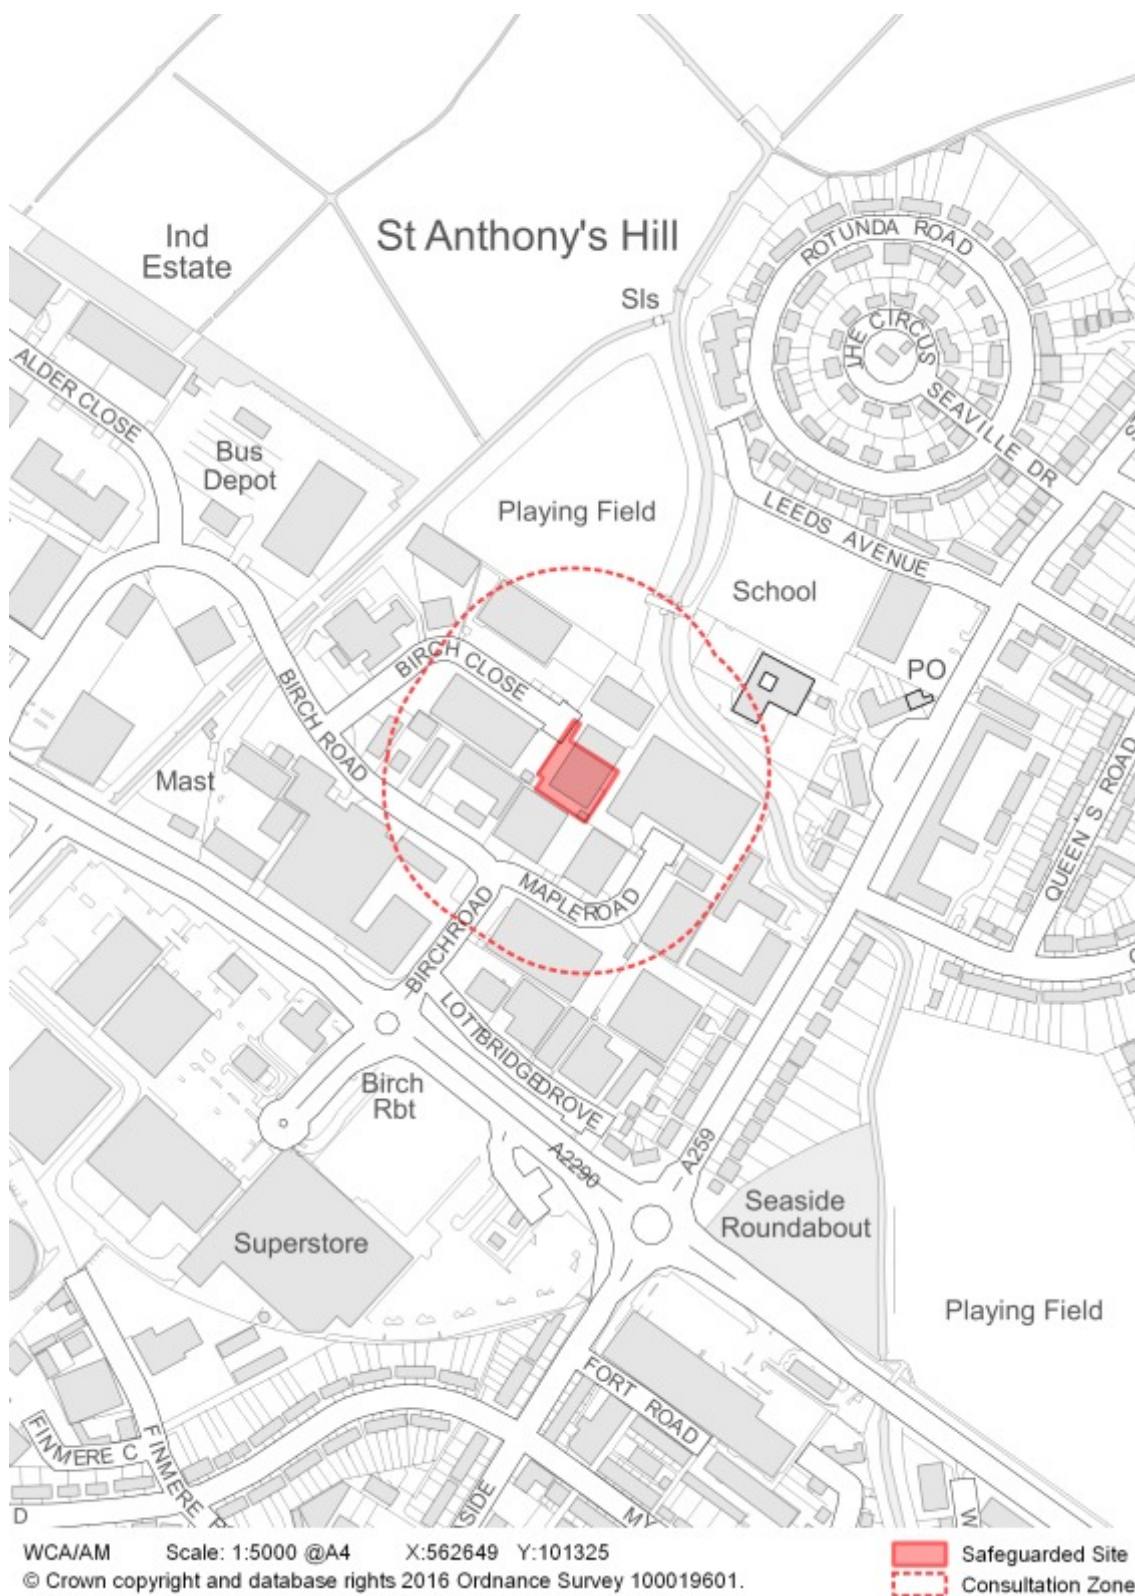 Ind
Estate
St Anthony's Hill
Sls
ROTUNDA ROAD
THE CIRCUS
SEAVILLE DR
ALDER CLOSE
Bus
Depot
Playing Field
LEEDS AVENUE
School
PO
BIRCH CLOSE
BIRCH ROAD
Mast
QUEEN'S ROAD
MAPLE ROAD
BIRCH ROAD
LOTTBRIDGE DROVE
Birch
Rbt
A2290
A259
Seaside
Roundabout
Superstore
Playing Field
FORT ROAD
FINMERE C
FINMERE R
SIDE
MY
W
D
WCA/AM Scale: 1:5000 @A4 X:562649 Y:101325
© Crown copyright and database rights 2016 Ordnance Survey 100019601.
Safeguarded Site
Consultation Zone